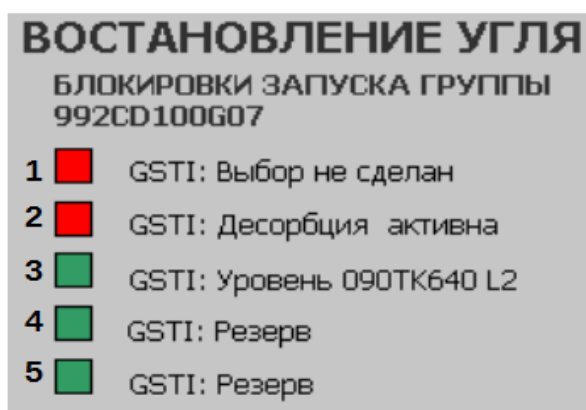 ВОСТАНОВЛЕНИЕ УГЛЯ
БЛОКИРОВКИ ЗАПУСКА ГРУППЫ
992CD100G07
1 GSTI: Выбор не сделан
2 GSTI: Десорбция активна
3 GSTI: Уровень 090TK640 L2
4 GSTI: Резерв
5 GSTI: Резерв